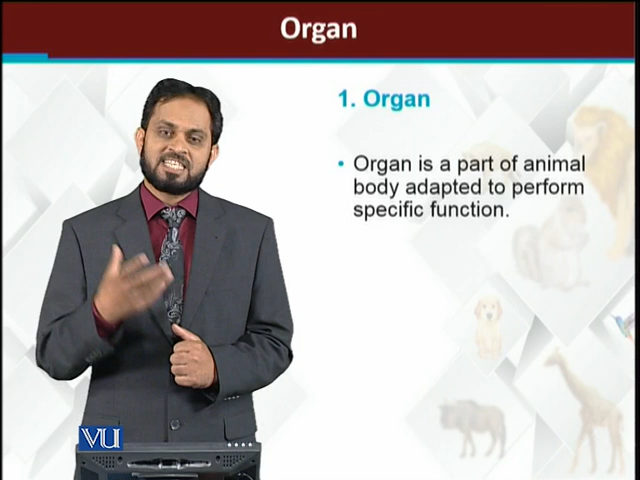 Organ
1. Organ
• Organ is a part of animal
body adapted to perform
specific function.
VU